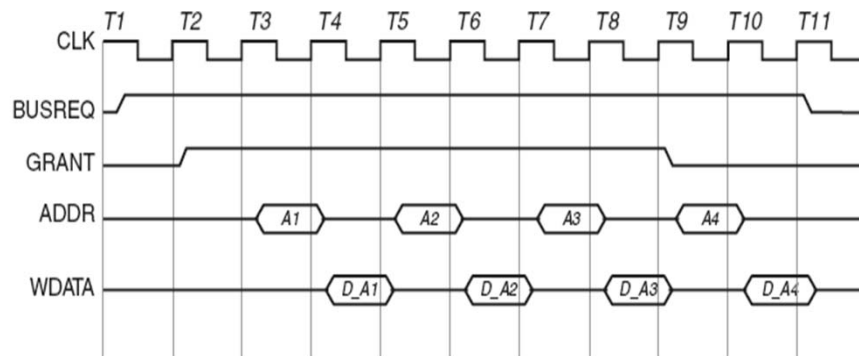 T1 T2 T3 T4 T5 T6 T7 T8 T9 T10 T11
CLK
BUSREQ
GRANT
ADDR A1 A2 A3 A4
WDATA D_A1 D_A2 D_A3 D_A4